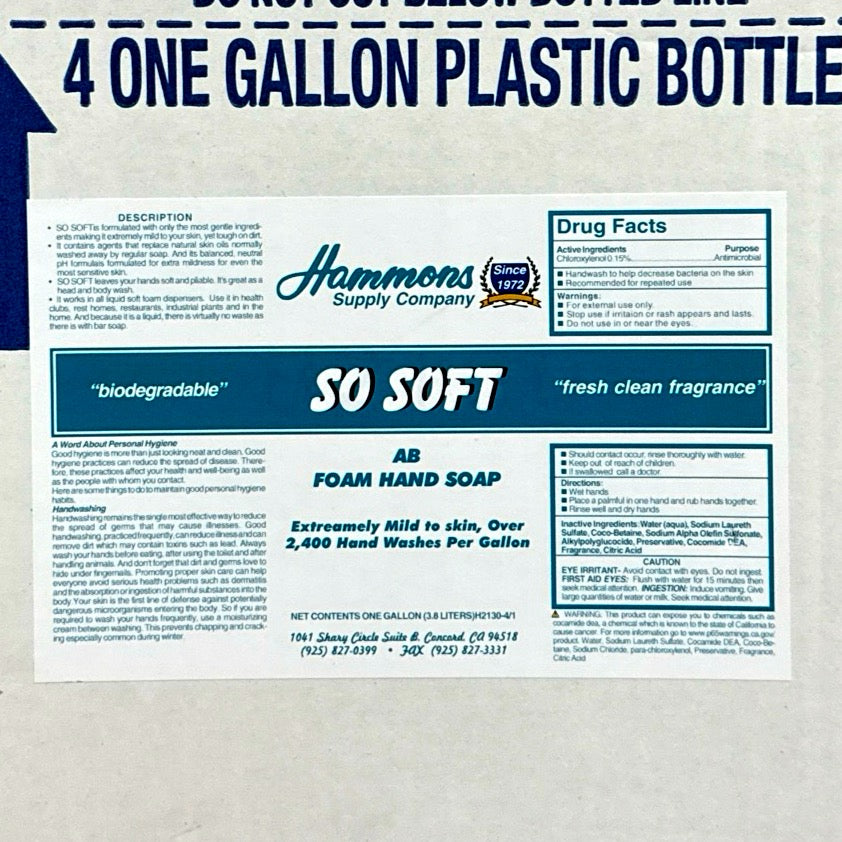 DO NOT CUT BELOW DOTTED LINE
4 ONE GALLON PLASTIC BOTTLE
DESCRIPTION
• SO SOFT is formulated with only the most gentle ingredi-
ents making it extremely mild to your skin, yet tough on dirt.
• It contains agents that replace natural skin oils normally
washed away by regular soap. And its balanced, neutral
pH formula is formulated for extra mildness for even the
most sensitive skin.
• SO SOFT leaves your hands soft and pliable. It's great as a
head and body wash.
• It works in all liquid soft foam dispensers. Use it in health
clubs, rest homes, restaurants, industrial plants and in the
home. And because it is a liquid, there is virtually no waste as
there is with bar soap.
Hammons
Supply Company
Since
1972
Drug Facts
Active Ingredients Purpose
Chloroxylenol 0.15%............Antimicrobial
■ Handwash to help decrease bacteria on the skin
■ Recommended for repeated use
Warnings:
■ For external use only.
■ Stop use if irritaion or rash appears and lasts.
■ Do not use in or near the eyes.
"biodegradable"
SO SOFT
"fresh clean fragrance"
A Word About Personal Hygiene
Good hygiene is more than just looking neat and clean. Good
hygiene practices can reduce the spread of disease. There-
fore, these practices affect your health and well-being as well
as the people with whom you contact.
Here are some things to do to maintain good personal hygiene
habits.
Handwashing
Handwashing remains the single most effective way to reduce
the spread of germs that may cause illnesses. Good
handwashing, practiced frequently, can reduce illness and can
remove dirt which may contain toxins such as lead. Always
wash your hands before eating, after using the toilet and after
handling animals. And don't forget that dirt and germs love to
hide under fingernails. Promoting proper skin care can help
everyone avoid serious health problems such as dermatitis
and the absorption or ingestion of harmful substances into the
body. Your skin is the first line of defense against potentially
dangerous microorganisms entering the body. So if you are
required to wash your hands frequently, use a moisturizing
cream between washing. This prevents chapping and crack-
ing especially common during winter.
AB
FOAM HAND SOAP
Extreamely Mild to skin, Over
2,400 Hand Washes Per Gallon
NET CONTENTS ONE GALLON (3.8 LITERS)H2130-4/1
1041 Shary Circle Suite B. Concord, CA 94518
(925) 827-0399 • FAX (925) 827-3331
■ Should contact occur, rinse thoroughly with water.
■ Keep out of reach of children.
■ If swallowed call a doctor.
Directions:
■ Wet hands
■ Place a palmful in one hand and rub hands together.
■ Rinse well and dry hands
Inactive Ingredients: Water (aqua), Sodium Laureth
Sulfate, Coco-Betaine, Sodium Alpha Olefin Sulfonate,
Alkylpolyglucocide, Preservative, Cocomide DEA,
Fragrance, Citric Acid
CAUTION
EYE IRRITANT- Avoid contact with eyes. Do not ingest.
FIRST AID EYES: Flush with water for 15 minutes then
seek medical attention. INGESTION: Induce vomiting. Give
large quantities of water or milk. Seek medical attention.
⚠ WARNING: This product can expose you to chemicals such as
cocamide dea, a chemical which is known to the state of California to
cause cancer. For more information go to www.p65warnings.ca.gov/
product. Water, Sodium Laureth Sulfate, Cocamide DEA, Coco-Be-
taine, Sodium Chloride, para-chloroxylenol, Preservative, Fragrance,
Citric Acid